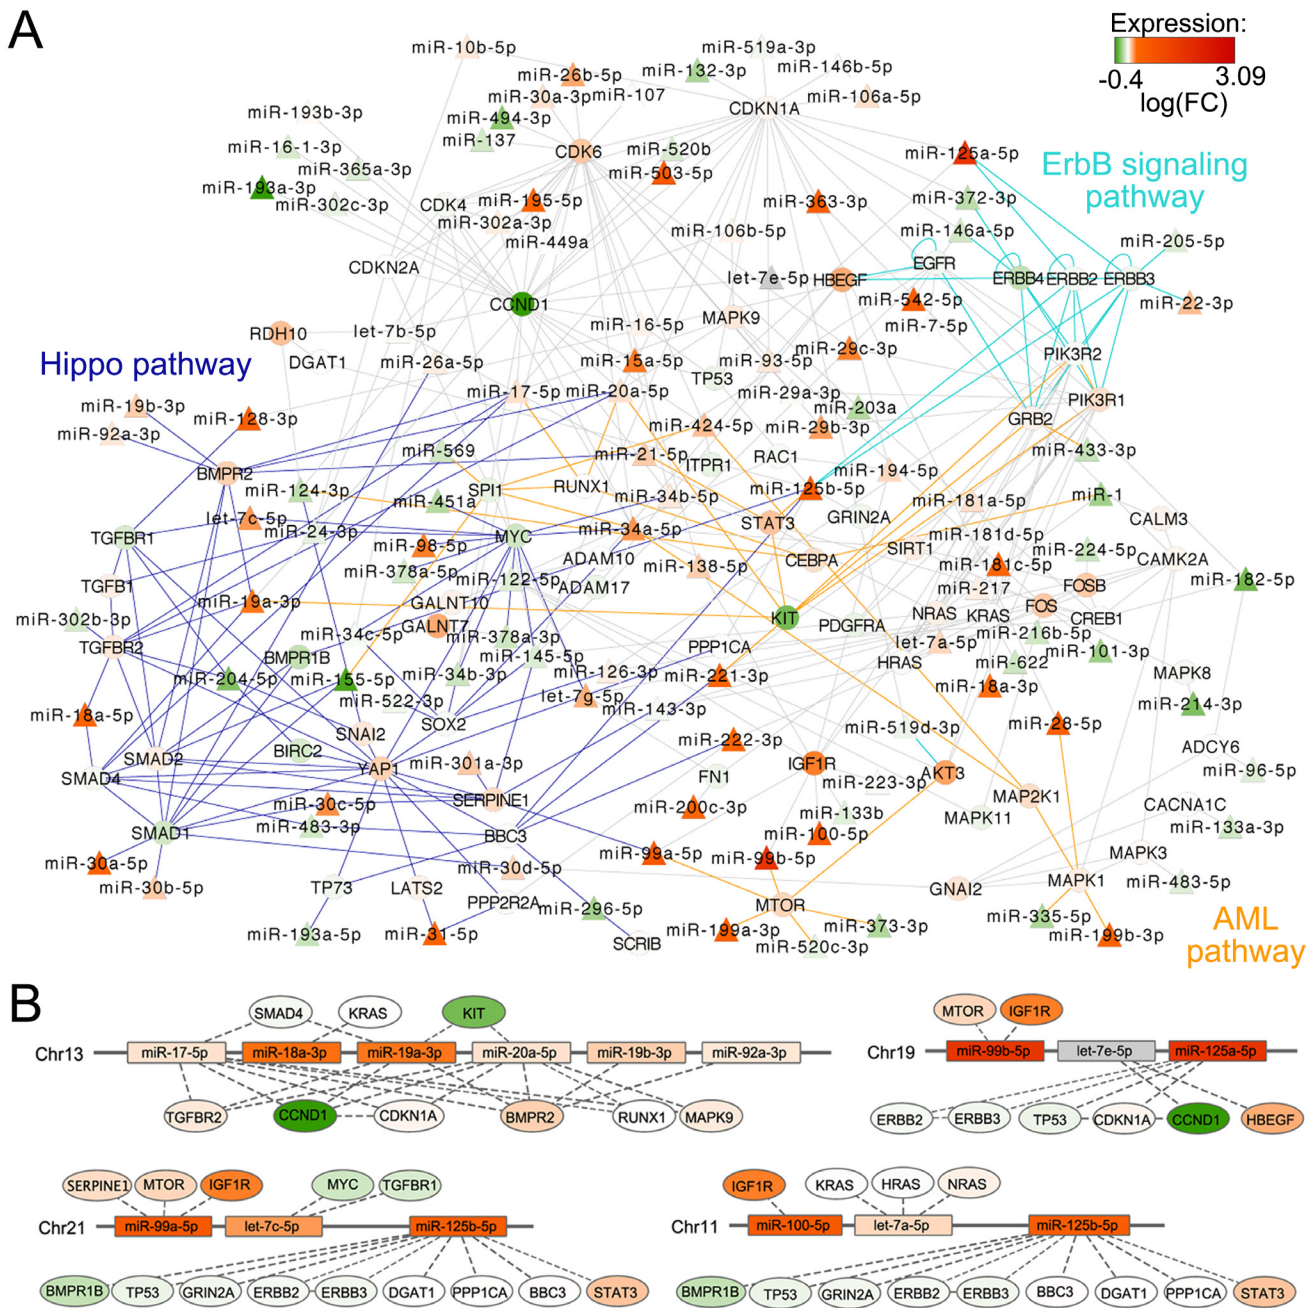 A
Expression:
-0.4 3.09
log(FC)
miR-10b-5p
miR-519a-3p
miR-26b-5p
miR-132-3p
miR-146b-5p
miR-30a-3p
miR-107
CDKN1A
miR-106a-5p
miR-193b-3p
miR-494-3p
miR-137
miR-16-1-3p
CDK6
miR-520b
miR-125a-5p
ErbB signaling
pathway
miR-365a-3p
miR-503-5p
miR-193a-3p
miR-302c-3p
CDK4
miR-195-5p
miR-363-3p
miR-372-3p
miR-302a-3p
miR-449a
miR-106b-5p
miR-146a-5p
miR-205-5p
CDKN2A
let-7e-5p
HBEGF
EGFR
ERBB4
ERBB2
ERBB3
CCND1
miR-542-5p
miR-22-3p
RDH10
let-7b-5p
miR-16-5p
MAPK9
miR-7-5p
Hippo pathway
DGAT1
miR-26a-5p
miR-15a-5p
miR-93-5p
miR-29c-3p
PIK3R2
TP53
miR-17-5p
miR-20a-5p
miR-29a-3p
miR-203a
PIK3R1
miR-19b-3p
miR-128-3p
miR-424-5p
miR-29b-3p
GRB2
miR-92a-3p
miR-569
miR-21-5p
ITPR1
RAC1
miR-433-3p
BMPR2
miR-194-5p
miR-124-3p
miR-451a
SPI1
RUNX1
miR-34b-5p
miR-125b-5p
miR-181a-5p
miR-1
let-7c-5p
miR-24-3p
miR-34a-5p
STAT3
GRIN2A
CALM3
TGFBR1
miR-98-5p
MYC
ADAM10
CEBPA
SIRT1
miR-181d-5p
miR-224-5p
CAMK2A
miR-378a-5p
miR-122-5p
ADAM17
miR-138-5p
miR-181c-5p
miR-182-5p
TGFB1
miR-217
FOSB
miR-19a-3p
GALNT10
KIT
FOS
miR-302b-3p
GALNT7
PDGFRA
NRAS
KRAS
CREB1
miR-34c-5p
miR-378a-3p
let-7a-5p
miR-216b-5p
TGFBR2
BMPR1B
miR-145-5p
PPP1CA
HRAS
miR-622
miR-101-3p
miR-204-5p
miR-155-5p
miR-34b-3p
miR-126-3p
miR-221-3p
miR-18a-3p
MAPK8
miR-522-3p
let-7g-5p
miR-143-3p
miR-214-3p
miR-18a-5p
SNAI2
SOX2
miR-519d-3p
miR-28-5p
BIRC2
miR-222-3p
ADCY6
SMAD2
YAP1
miR-301a-3p
FN1
IGF1R
miR-223-3p
AKT3
miR-96-5p
SMAD4
SERPINE1
MAP2K1
miR-30c-5p
miR-200c-3p
miR-133b
MAPK11
CACNA1C
SMAD1
miR-483-3p
BBC3
miR-100-5p
miR-133a-3p
miR-30a-5p
miR-30d-5p
miR-99a-5p
miR-99b-5p
MAPK3
miR-30b-5p
TP73
LATS2
PPP2R2A
GNAI2
MAPK1
miR-483-5p
miR-296-5p
MTOR
miR-335-5p
AML
pathway
miR-193a-5p
miR-31-5p
SCRIB
miR-199a-3p
miR-520c-3p
miR-373-3p
miR-199b-3p
B
SMAD4 KRAS KIT
Chr13 miR-17-5p miR-18a-3p miR-19a-3p miR-20a-5p miR-19b-3p miR-92a-3p
TGFBR2 CCND1 CDKN1A BMPR2 RUNX1 MAPK9
MTOR IGF1R
Chr19 miR-99b-5p let-7e-5p miR-125a-5p
ERBB2 ERBB3 TP53 CDKN1A CCND1 HBEGF
SERPINE1 MTOR IGF1R MYC TGFBR1
Chr21 miR-99a-5p let-7c-5p miR-125b-5p
BMPR1B TP53 GRIN2A ERBB2 ERBB3 DGAT1 PPP1CA BBC3 STAT3
IGF1R KRAS HRAS NRAS
Chr11 miR-100-5p let-7a-5p miR-125b-5p
BMPR1B TP53 GRIN2A ERBB2 ERBB3 BBC3 DGAT1 PPP1CA STAT3